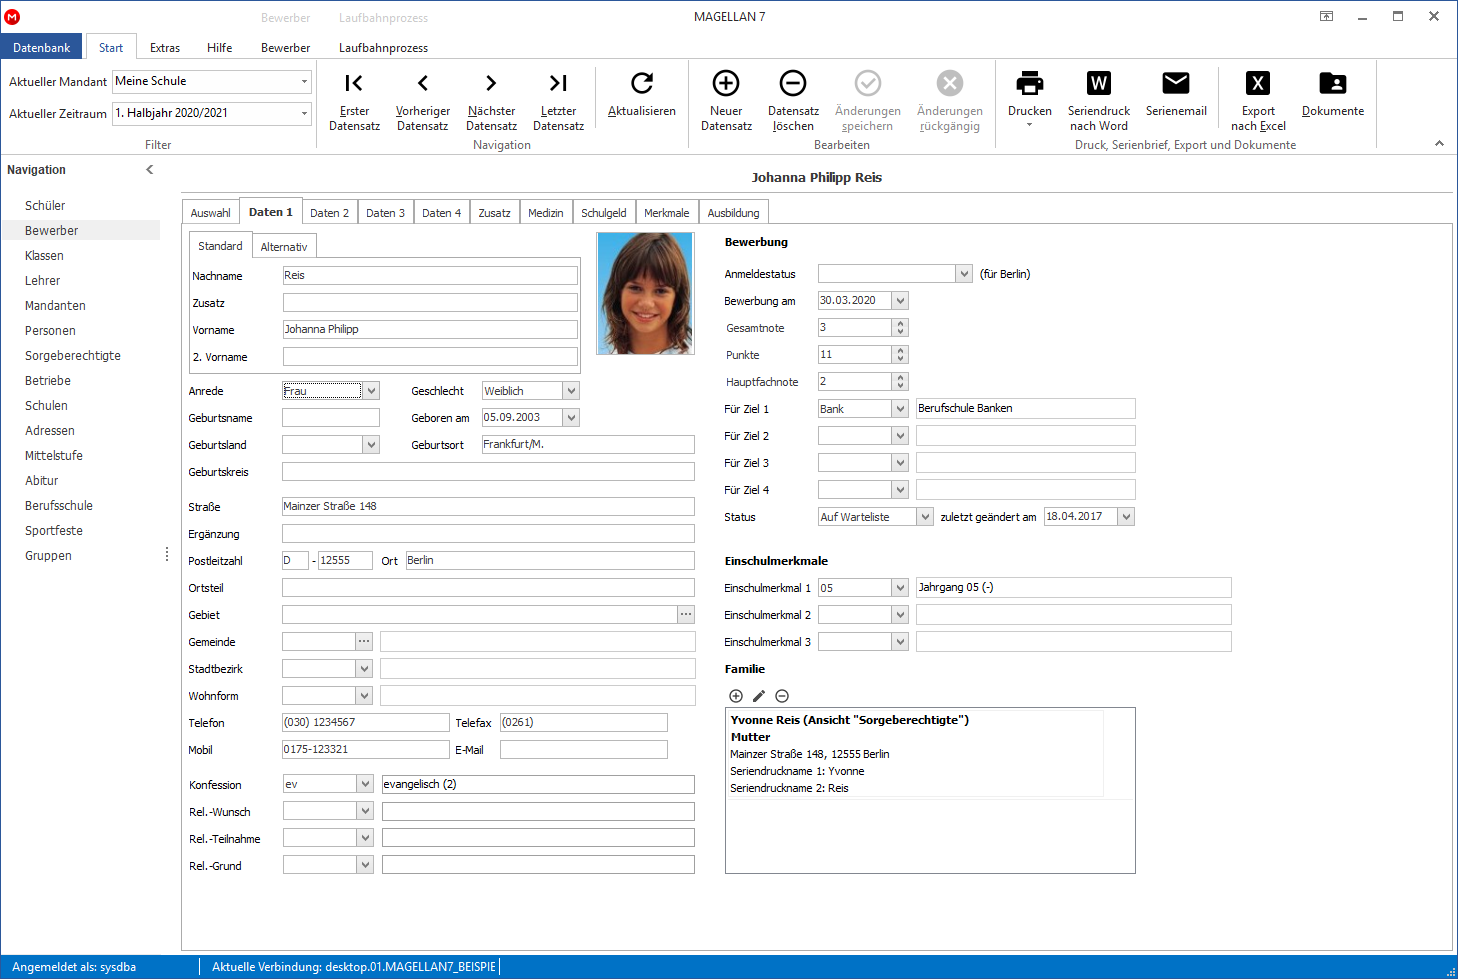 Bewerber Laufbahnprozess MAGELLAN 7
Datenbank Start Extras Hilfe Bewerber Laufbahnprozess
Aktueller Mandant Meine Schule
Aktueller Zeitraum 1. Halbjahr 2020/2021
Filter
Erster Datensatz
Vorheriger Datensatz
Nächster Datensatz
Letzter Datensatz
Aktualisieren
Navigation
Neuer Datensatz
Datensatz löschen
Änderungen speichern
Änderungen rückgängig
Bearbeiten
Drucken
Seriendruck nach Word
Serienemail
Export nach Excel
Dokumente
Druck, Serienbrief, Export und Dokumente
Navigation
Schüler
Bewerber
Klassen
Lehrer
Mandanten
Personen
Sorgeberechtigte
Betriebe
Schulen
Adressen
Mittelstufe
Abitur
Berufsschule
Sportfeste
Gruppen
Johanna Philipp Reis
Auswahl Daten 1 Daten 2 Daten 3 Daten 4 Zusatz Medizin Schulgeld Merkmale Ausbildung
Standard Alternativ
Nachname Reis
Zusatz
Vorname Johanna Philipp
2. Vorname
Anrede Frau Geschlecht Weiblich
Geburtsname Geboren am 05.09.2003
Geburtsland Geburtsort Frankfurt/M.
Geburtskreis
Straße Mainzer Straße 148
Ergänzung
Postleitzahl D - 12555 Ort Berlin
Ortsteil
Gebiet
Gemeinde
Stadtbezirk
Wohnform
Telefon (030) 1234567 Telefax (0261)
Mobil 0175-123321 E-Mail
Konfession ev evangelisch (2)
Rel.-Wunsch
Rel.-Teilnahme
Rel.-Grund
Bewerbung
Anmeldestatus (für Berlin)
Bewerbung am 30.03.2020
Gesamtnote 3
Punkte 11
Hauptfachnote 2
Für Ziel 1 Bank Berufschule Banken
Für Ziel 2
Für Ziel 3
Für Ziel 4
Status Auf Warteliste zuletzt geändert am 18.04.2017
Einschulmerkmale
Einschulmerkmal 1 05 Jahrgang 05 (-)
Einschulmerkmal 2
Einschulmerkmal 3
Familie
Yvonne Reis (Ansicht "Sorgeberechtigte")
Mutter
Mainzer Straße 148, 12555 Berlin
Seriendruckname 1: Yvonne
Seriendruckname 2: Reis
Angemeldet als: sysdba Aktuelle Verbindung: desktop.01.MAGELLAN7_BEISPIE